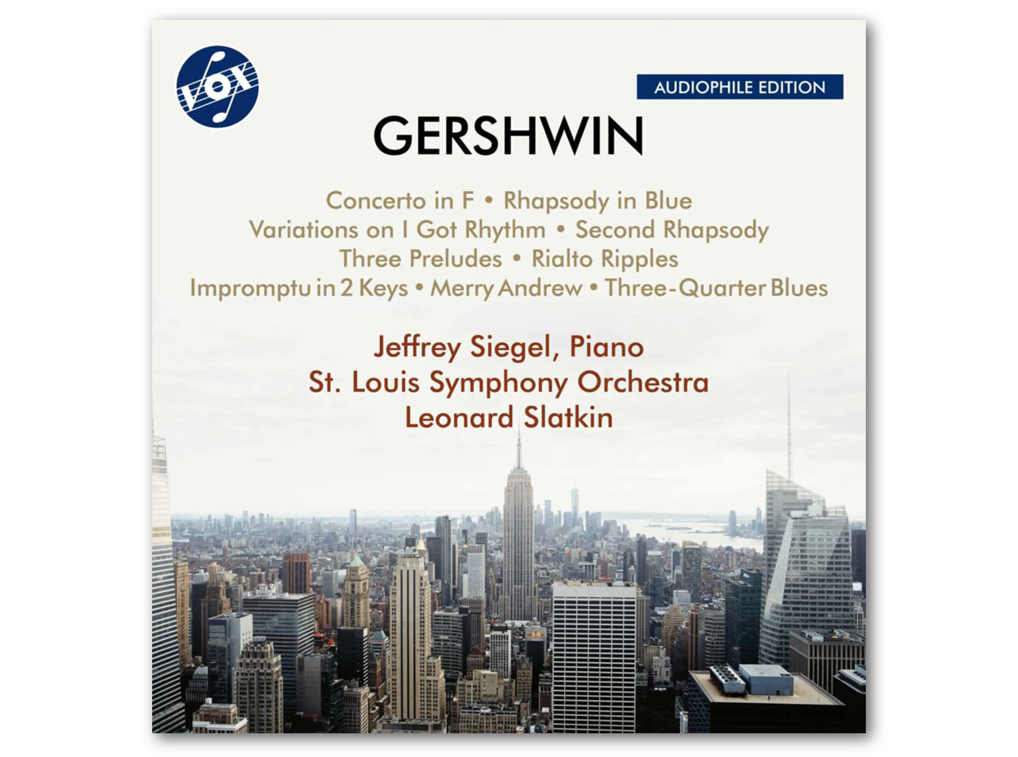 VOX
AUDIOPHILE EDITION
GERSHWIN
Concerto in F • Rhapsody in Blue
Variations on I Got Rhythm • Second Rhapsody
Three Preludes • Rialto Ripples
Impromptu in 2 Keys • Merry Andrew • Three-Quarter Blues
Jeffrey Siegel, Piano
St. Louis Symphony Orchestra
Leonard Slatkin